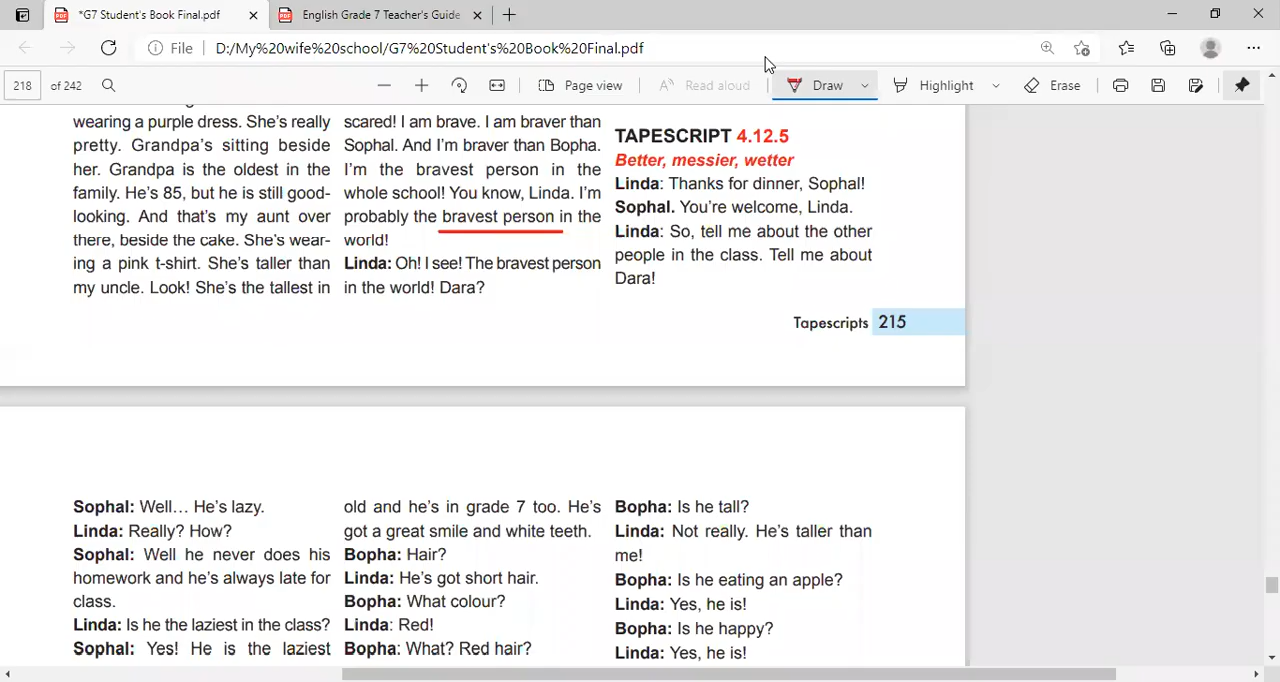 *G7 Student's Book Final.pdf
English Grade 7 Teacher's Guide
File
D:/My%20wife%20school/G7%20Student's%20Book%20Final.pdf
218 of 242
Page view
Read aloud
Draw
Highlight
Erase
wearing a purple dress. She's really
pretty. Grandpa's sitting beside
her. Grandpa is the oldest in the
family. He's 85, but he is still good-
looking. And that's my aunt over
there, beside the cake. She's wear-
ing a pink t-shirt. She's taller than
my uncle. Look! She's the tallest in
scared! I am brave. I am braver than
Sophal. And I'm braver than Bopha.
I'm the bravest person in the
whole school! You know, Linda. I'm
probably the bravest person in the
world!
Linda: Oh! I see! The bravest person
in the world! Dara?
TAPESCRIPT 4.12.5
Better, messier, wetter
Linda: Thanks for dinner, Sophal!
Sophal. You're welcome, Linda.
Linda: So, tell me about the other
people in the class. Tell me about
Dara!
Tapescripts 215
Sophal: Well... He's lazy.
Linda: Really? How?
Sophal: Well he never does his
homework and he's always late for
class.
Linda: Is he the laziest in the class?
Sophal: Yes! He is the laziest
old and he's in grade 7 too. He's
got a great smile and white teeth.
Bopha: Hair?
Linda: He's got short hair.
Bopha: What colour?
Linda: Red!
Bopha: What? Red hair?
Bopha: Is he tall?
Linda: Not really. He's taller than
me!
Bopha: Is he eating an apple?
Linda: Yes, he is!
Bopha: Is he happy?
Linda: Yes, he is!